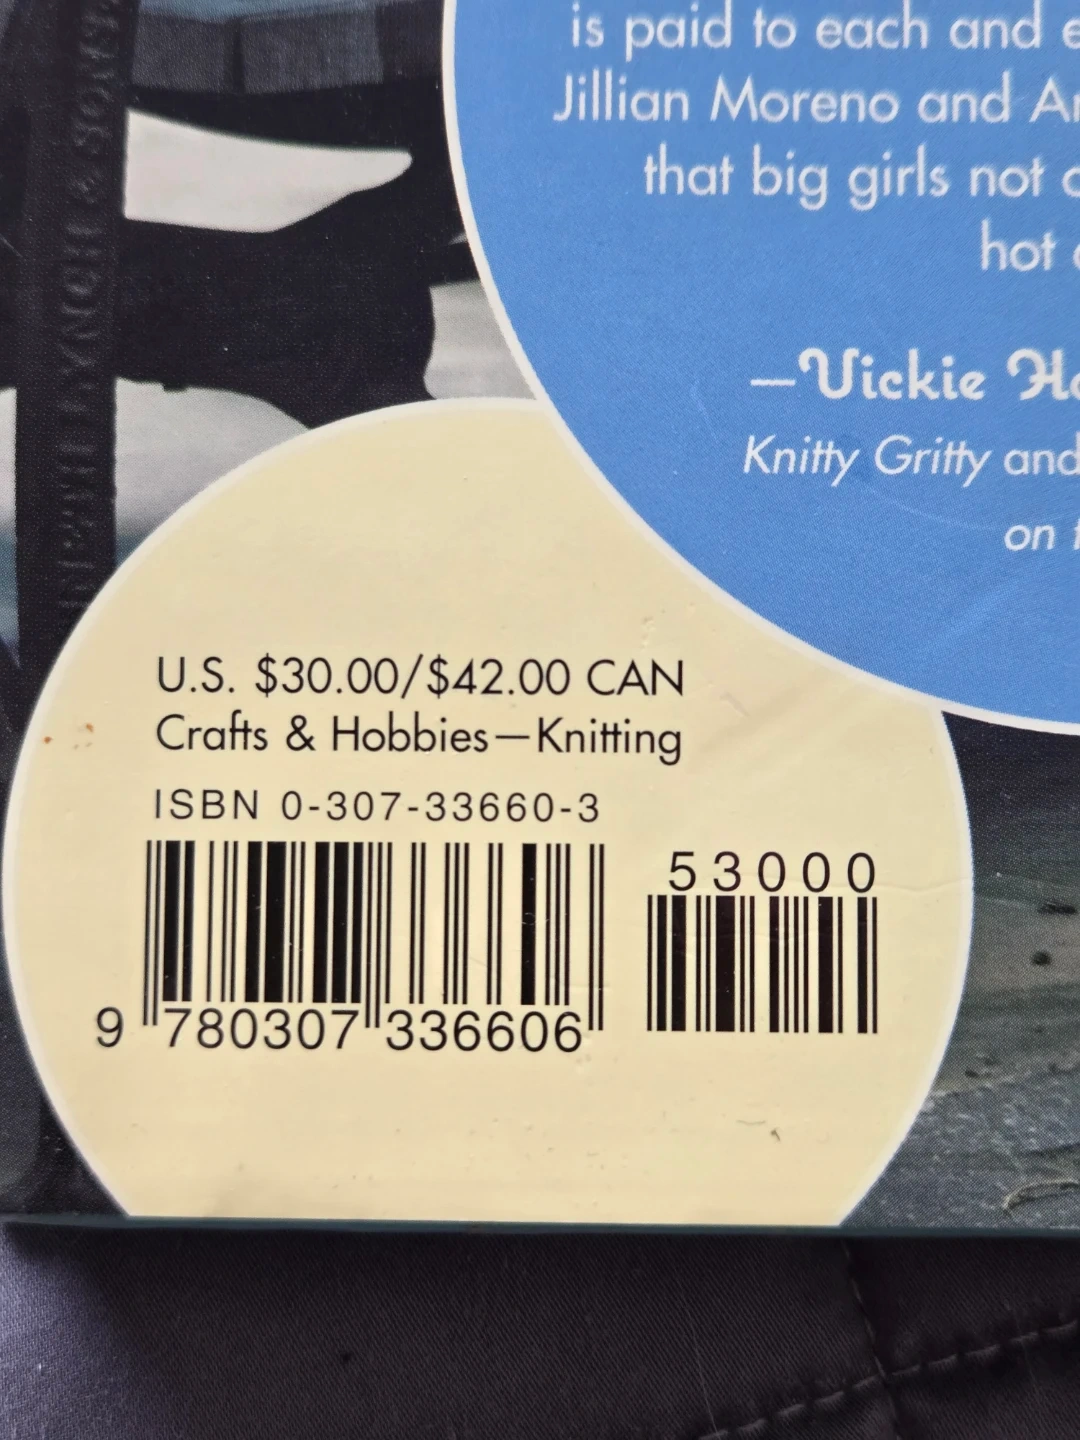 is paid to each and
Jillian Moreno and
that big girls not
hot
—Vickie
Knitty Gritty and
on
U.S. $30.00/$42.00 CAN
Crafts & Hobbies—Knitting
ISBN 0-307-33660-3
53000
9 780307 336606